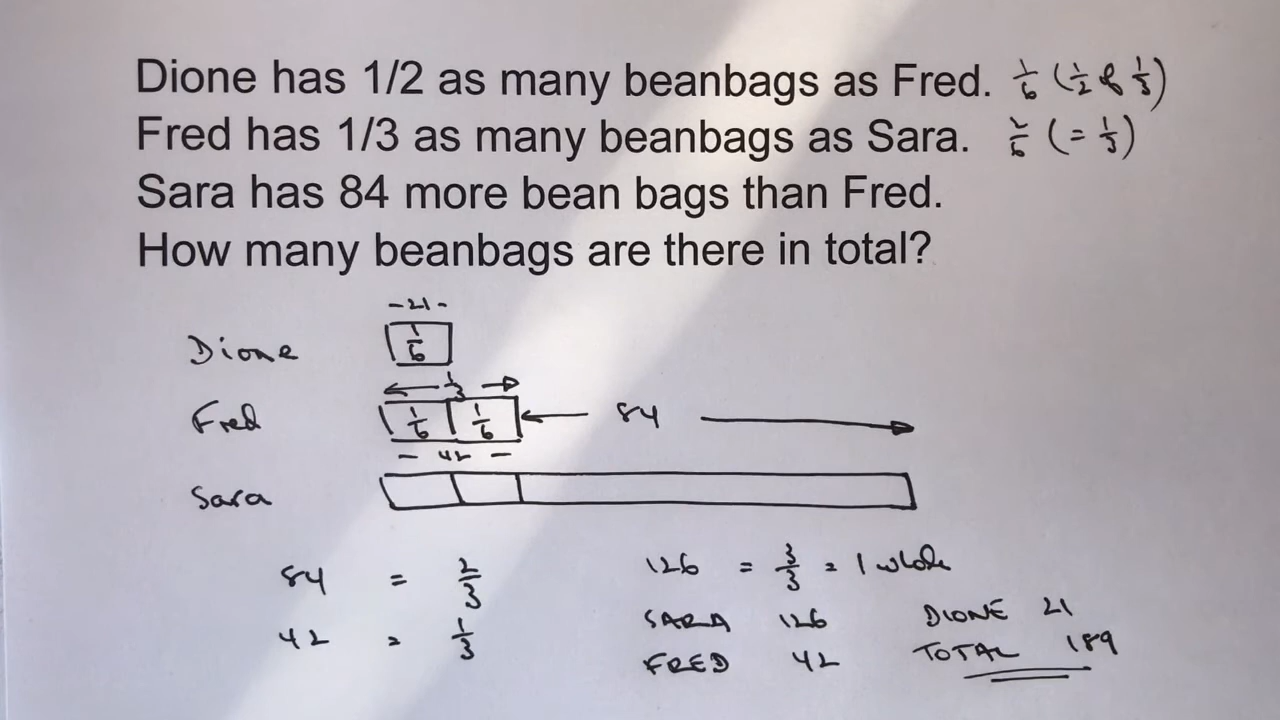 Dione has 1/2 as many beanbags as Fred. 1/6 (1/2 of 1/3)
Fred has 1/3 as many beanbags as Sara. 2/6 (= 1/3)
Sara has 84 more bean bags than Fred.
How many beanbags are there in total?
- 21 -
Dione 1/6
1/3
Fred 1/6 1/6 84
- 42 -
Sara
84 = 2/3 126 = 3/3 = 1 whole
42 = 1/3 SARA 126 DIONE 21
FRED 42 TOTAL 189